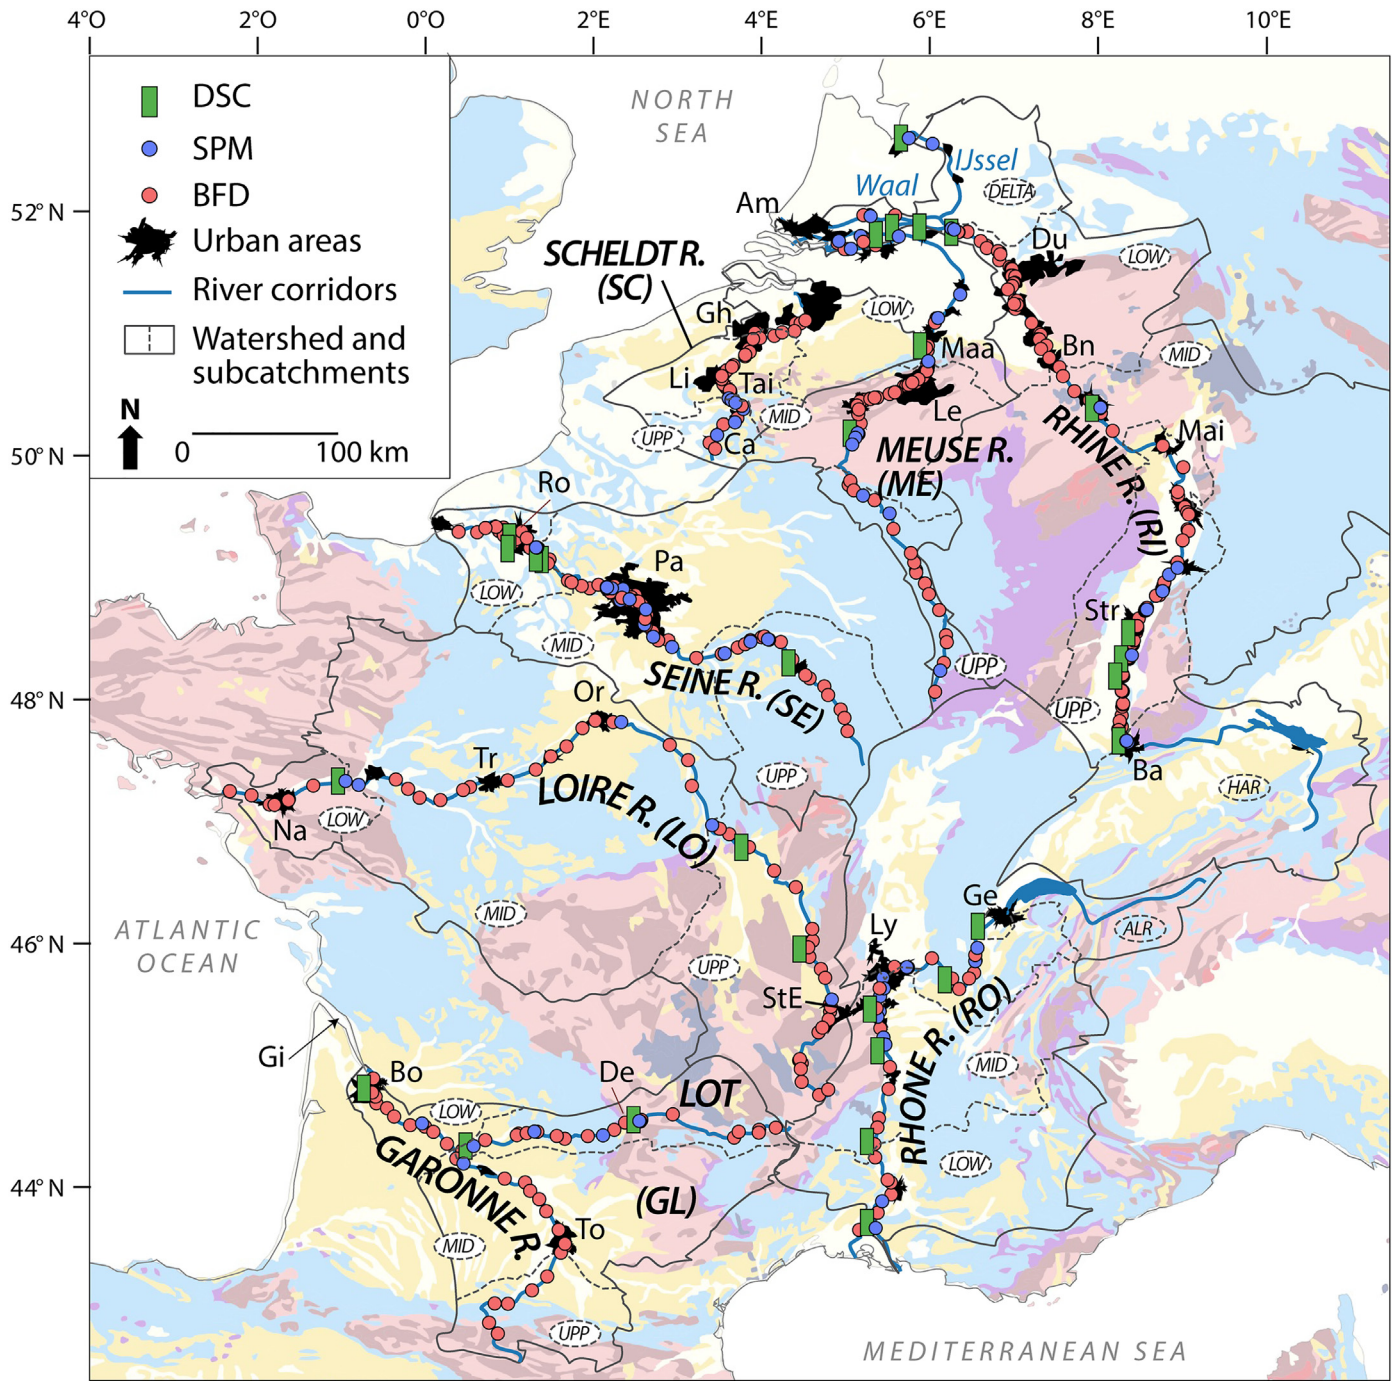 4°O 2°O 0°O 2°E 4°E 6°E 8°E 10°E
52°N
50°N
48°N
46°N
44°N
DSC
SPM
BFD
Urban areas
River corridors
Watershed and
subcatchments
N
0 100 km
NORTH
SEA
IJssel
Waal
DELTA
Am
Du
LOW
SCHELDT R.
(SC)
Gh
LOW
Maa
Bn
MID
Li
Tai
Le
MID
UPP
Ca
MEUSE R.
(ME)
RHINE R. (RI)
Mai
Ro
Pa
LOW
MID
Str
UPP
UPP
SEINE R. (SE)
Or
Tr
LOIRE R. (LO)
UPP
Ba
HAR
LOW
Na
MID
ATLANTIC
OCEAN
Ge
ALR
Ly
UPP
StE
RHONE R. (RO)
MID
Gi
Bo
De
LOT
LOW
GARONNE R.
(GL)
LOW
MID
To
UPP
MEDITERRANEAN SEA